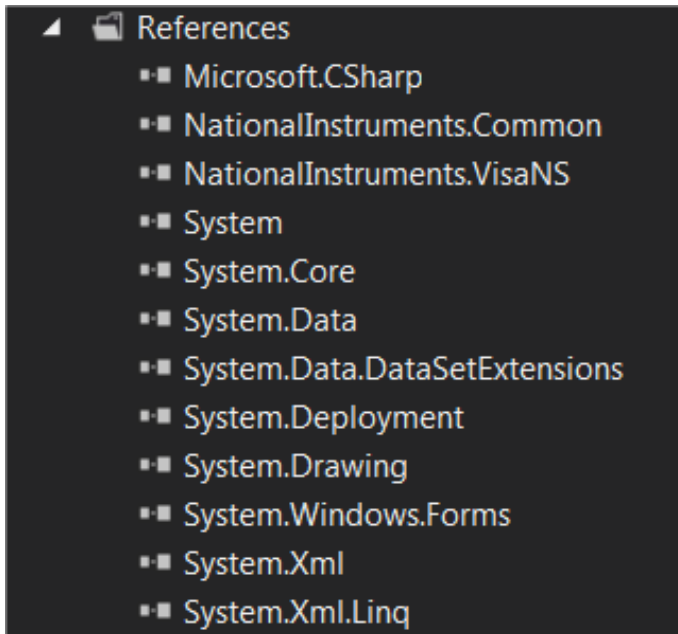 References
Microsoft.CSharp
NationalInstruments.Common
NationalInstruments.VisaNS
System
System.Core
System.Data
System.Data.DataSetExtensions
System.Deployment
System.Drawing
System.Windows.Forms
System.Xml
System.Xml.Linq